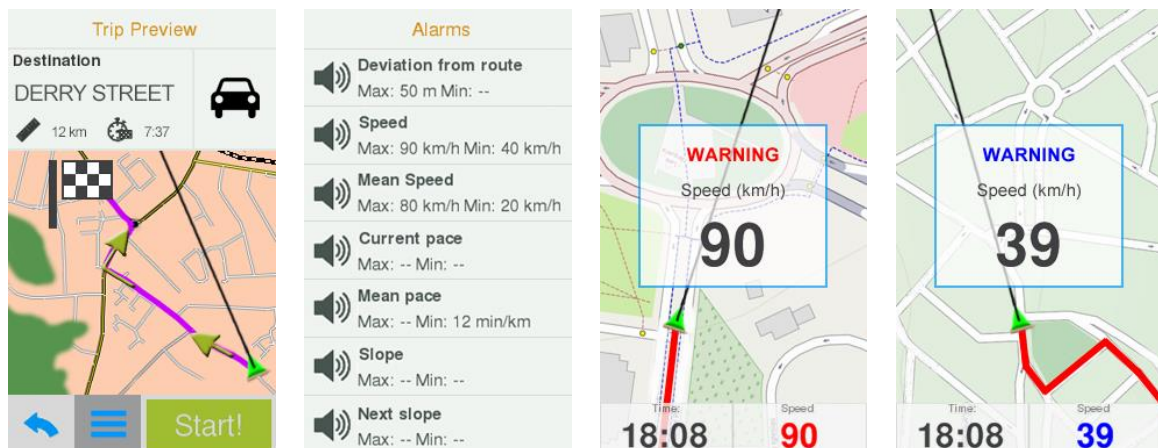 Trip Preview
Destination
DERRY STREET
12 km 7:37
Start!
Alarms
Deviation from route
Max: 50 m Min: --
Speed
Max: 90 km/h Min: 40 km/h
Mean Speed
Max: 80 km/h Min: 20 km/h
Current pace
Max: -- Min: --
Mean pace
Max: -- Min: 12 min/km
Slope
Max: -- Min: --
Next slope
Max: -- Min: --
WARNING
Speed (km/h)
90
Time: Speed
18:08 90
WARNING
Speed (km/h)
39
Time: Speed
18:08 39